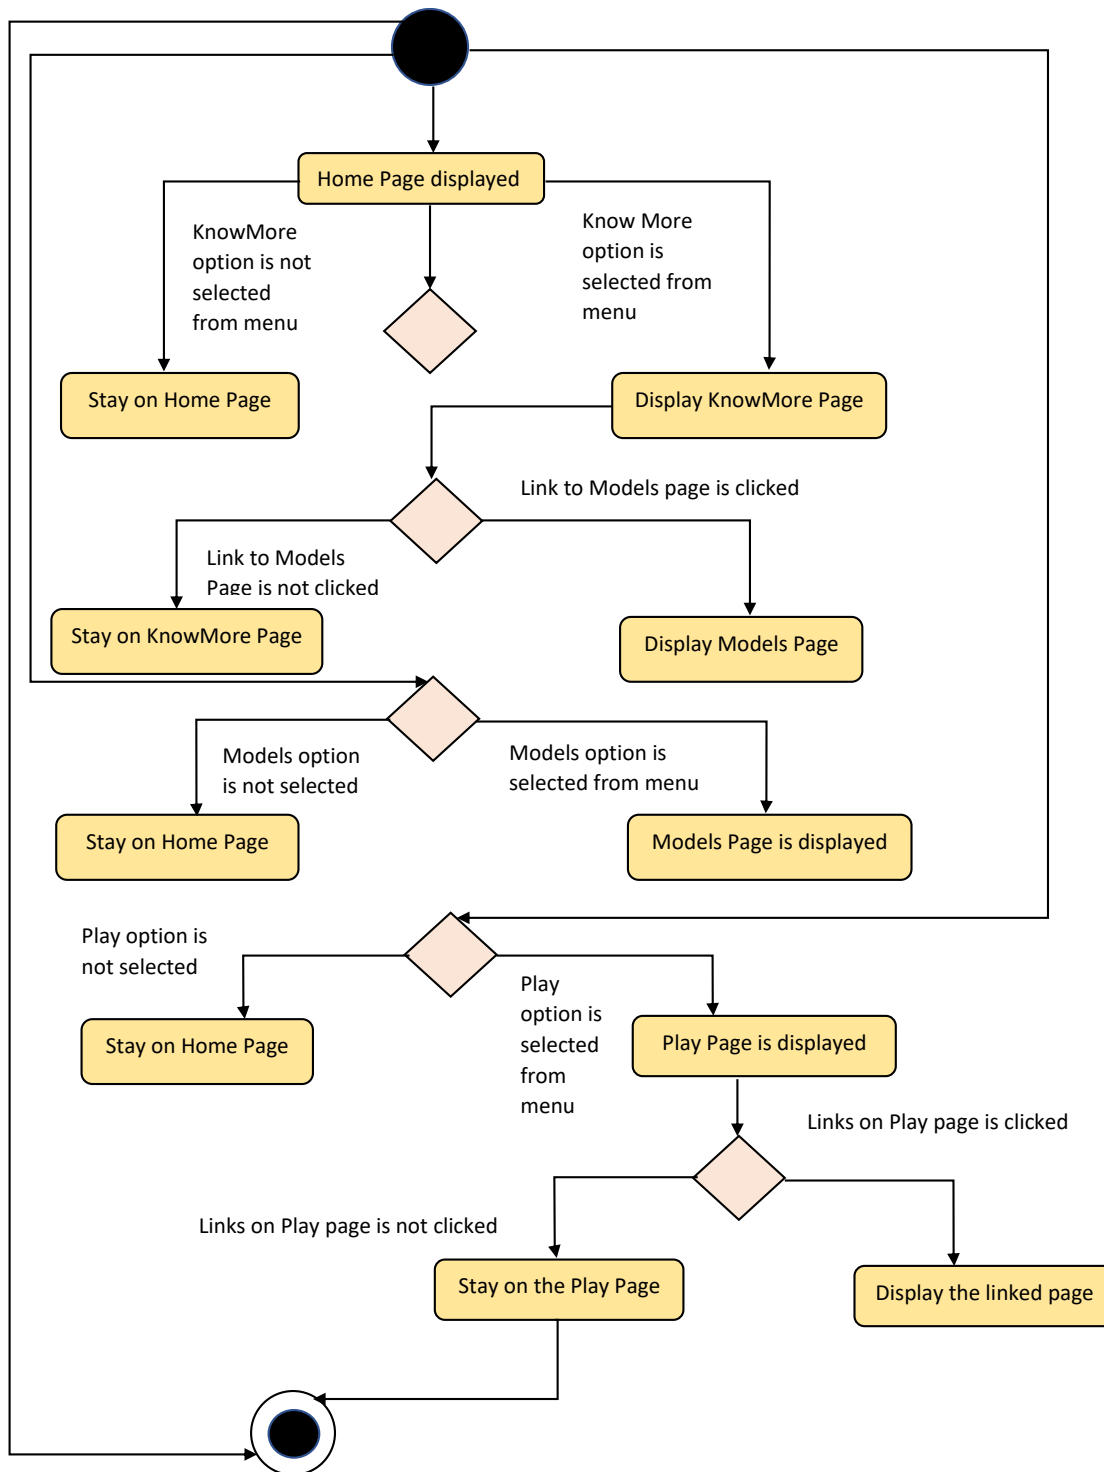 Home Page displayed
KnowMore
option is not
selected
from menu
Know More
option is
selected from
menu
Stay on Home Page
Display KnowMore Page
Link to Models page is clicked
Link to Models
Page is not clicked
Stay on KnowMore Page
Display Models Page
Models option
is not selected
Models option is
selected from menu
Stay on Home Page
Models Page is displayed
Play option is
not selected
Play
option is
selected
from
menu
Stay on Home Page
Play Page is displayed
Links on Play page is clicked
Links on Play page is not clicked
Stay on the Play Page
Display the linked page